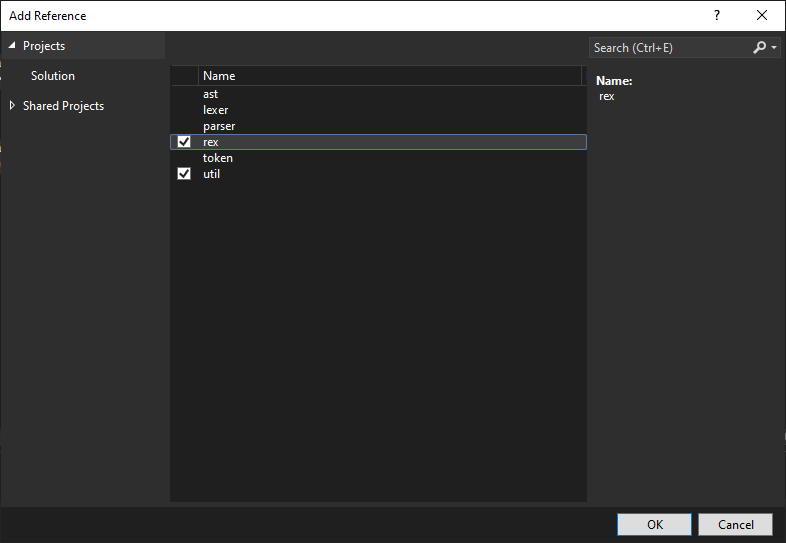 Add Reference
?
Projects
Solution
Shared Projects
Name
ast
lexer
parser
rex
token
util
Search (Ctrl+E)
Name:
rex
OK
Cancel